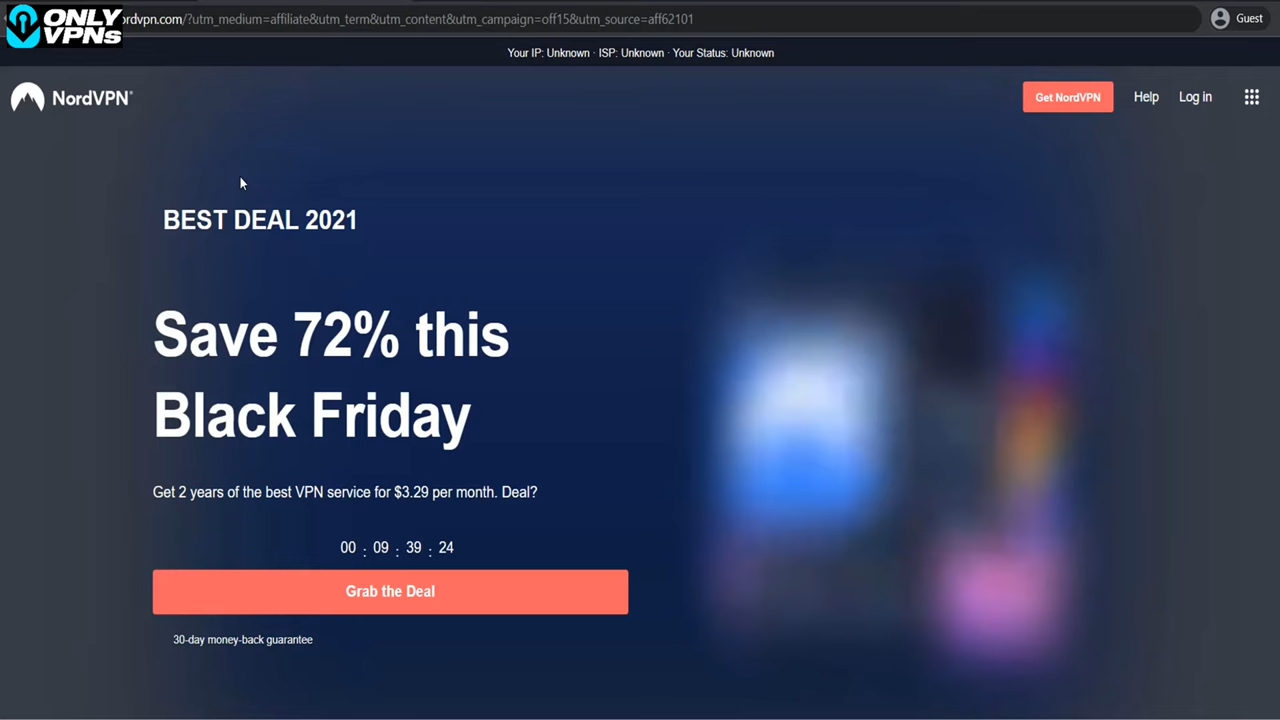 ONLY
VPNs
rdvpn.com/?utm_medium=affiliate&utm_term&utm_content&utm_campaign=off15&utm_source=aff62101
Guest
Your IP: Unknown · ISP: Unknown · Your Status: Unknown
NordVPN®
Get NordVPN
Help
Log in
BEST DEAL 2021
Save 72% this
Black Friday
Get 2 years of the best VPN service for $3.29 per month. Deal?
00 : 09 : 39 : 24
Grab the Deal
30-day money-back guarantee